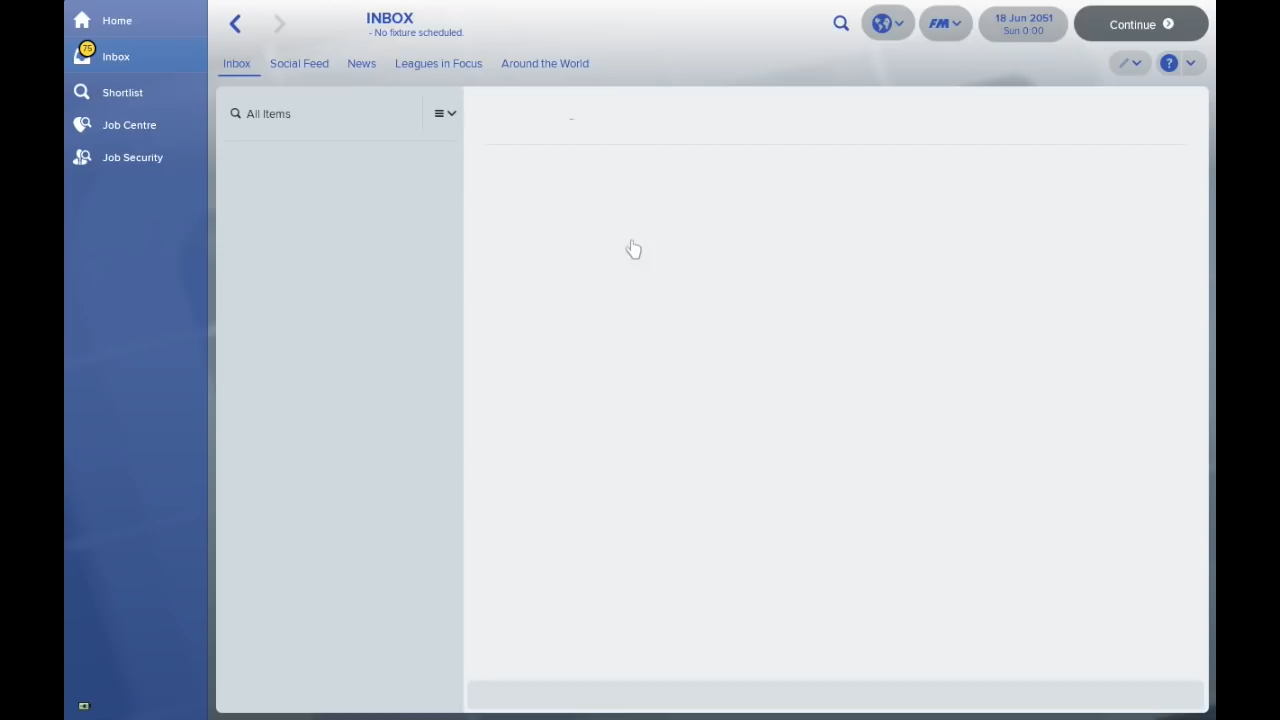 Home
75
Inbox
Shortlist
Job Centre
Job Security
INBOX
- No fixture scheduled.
FM
18 Jun 2051
Sun 0:00
Continue
Inbox
Social Feed
News
Leagues in Focus
Around the World
?
All Items
-